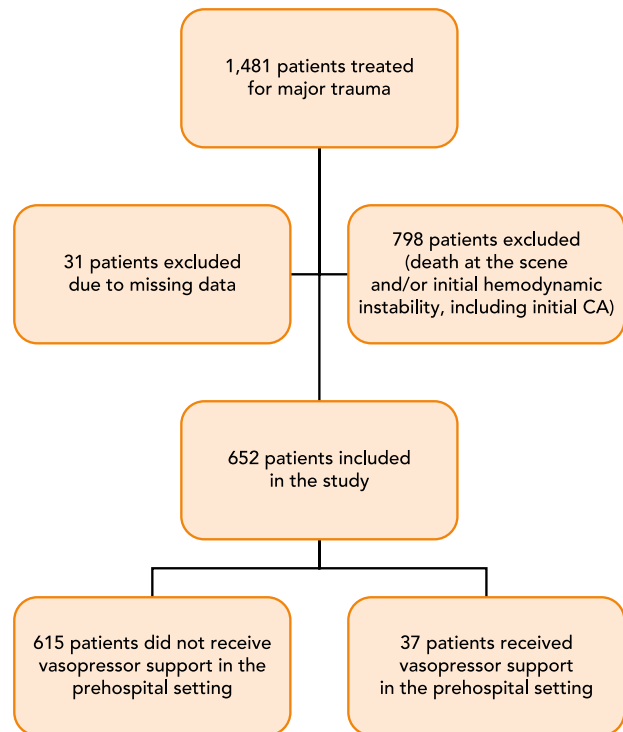 1,481 patients treated
for major trauma
31 patients excluded
due to missing data
798 patients excluded
(death at the scene
and/or initial hemodynamic
instability, including initial CA)
652 patients included
in the study
615 patients did not receive
vasopressor support in the
prehospital setting
37 patients received
vasopressor support
in the prehospital setting